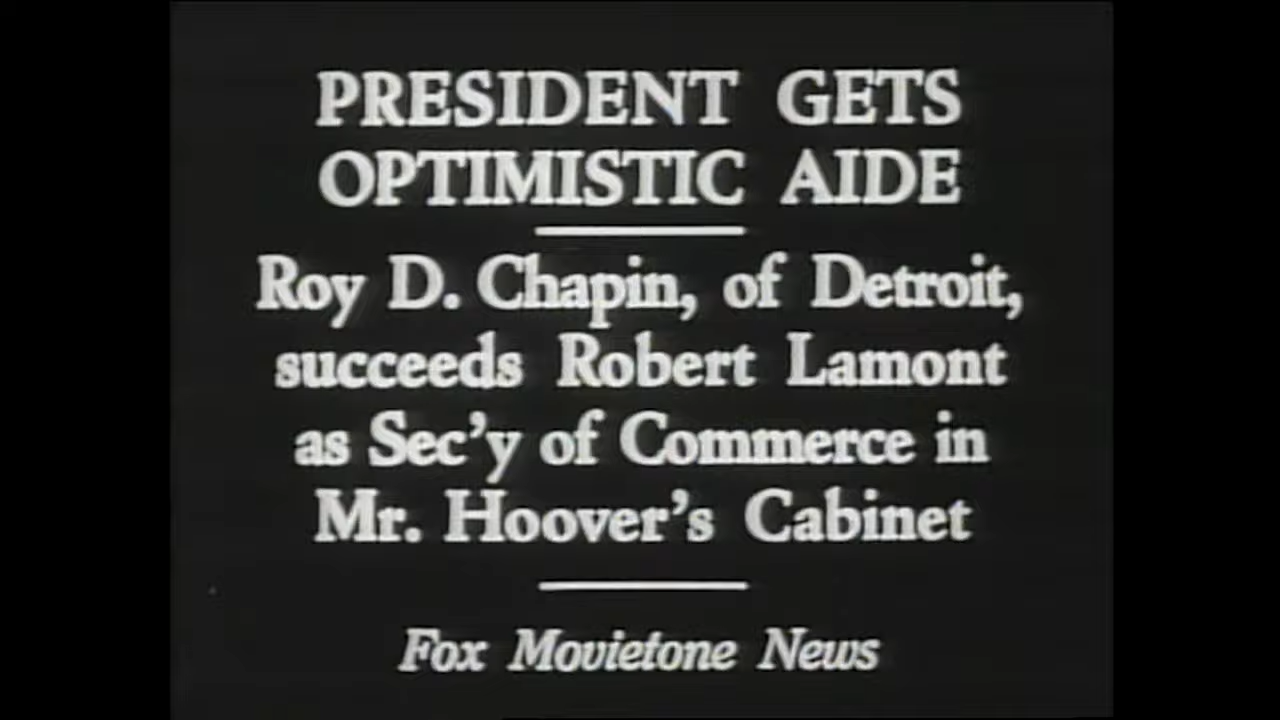 PRESIDENT GETS
OPTIMISTIC AIDE
Roy D. Chapin, of Detroit,
succeeds Robert Lamont
as Sec'y of Commerce in
Mr. Hoover's Cabinet
Fox Movietone News